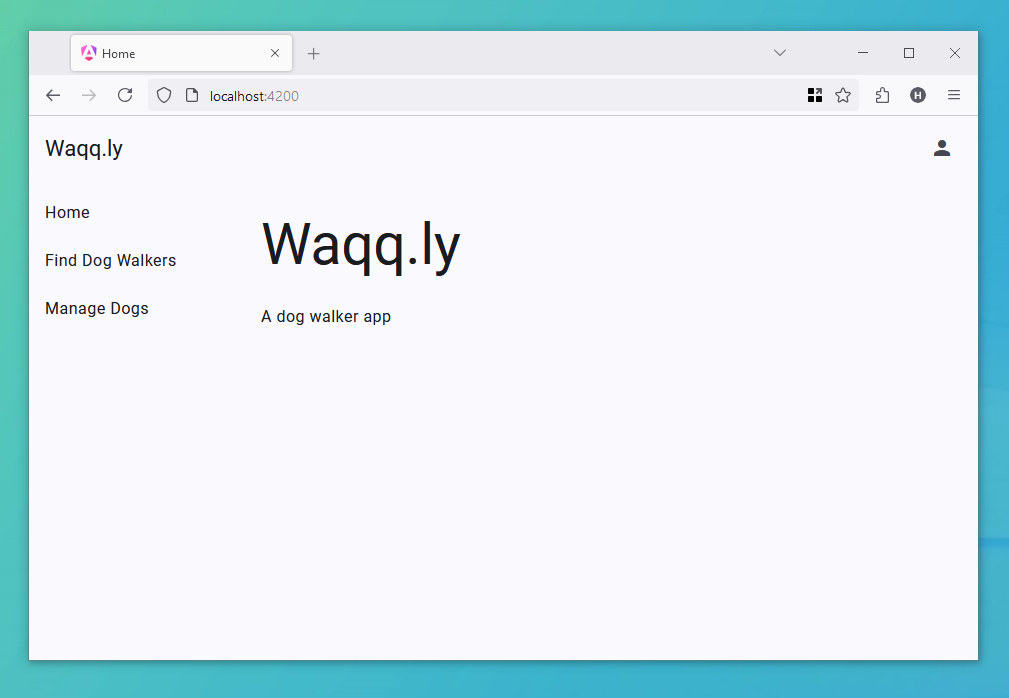 Home
localhost:4200
H
Waqq.ly
Home
Find Dog Walkers
Manage Dogs
Waqq.ly
A dog walker app